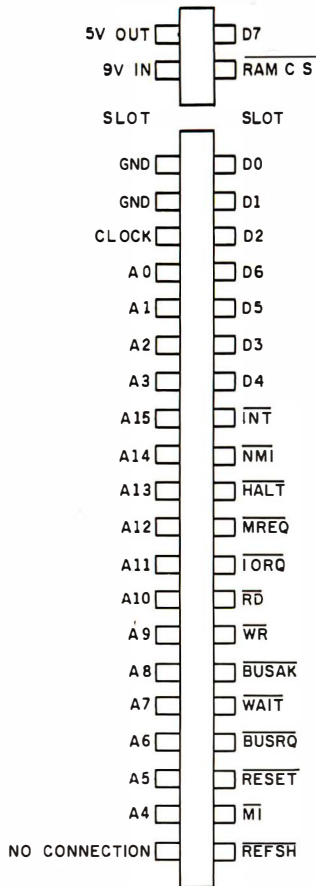 5V OUT D7
9V IN RAM C S
SLOT SLOT
GND D0
GND D1
CLOCK D2
A0 D6
A1 D5
A2 D3
A3 D4
A15 INT
A14 NMI
A13 HALT
A12 MREQ
A11 IORQ
A10 RD
A9 WR
A8 BUSAK
A7 WAIT
A6 BUSRQ
A5 RESET
A4 MI
NO CONNECTION REFSH